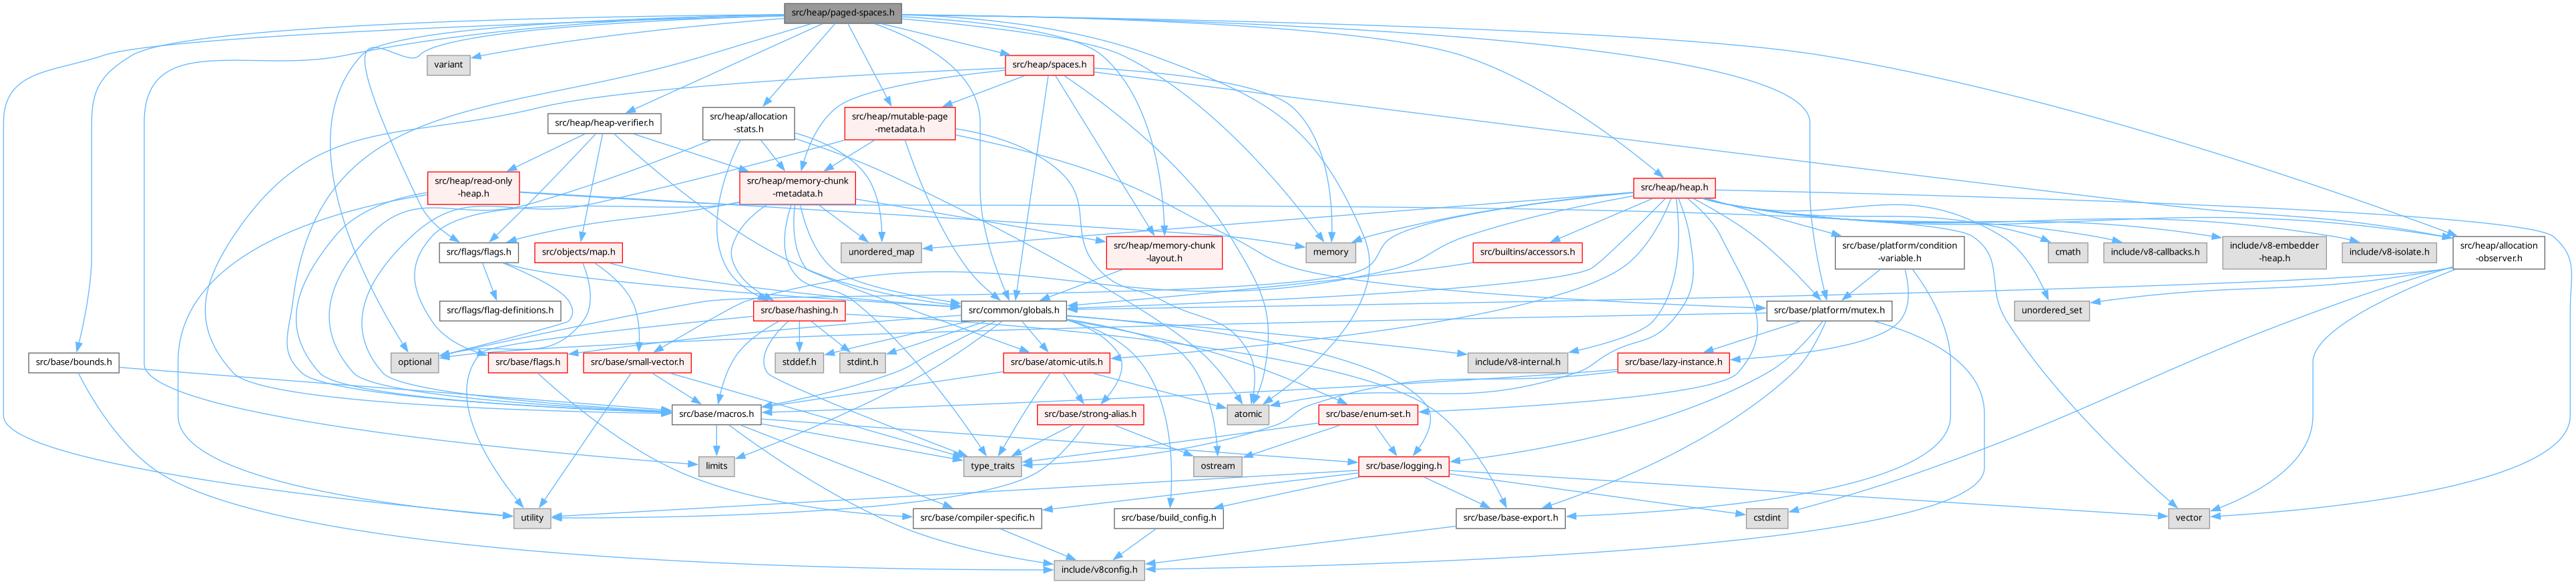 src/heap/paged-spaces.h
variant
src/heap/spaces.h
src/heap/heap-verifier.h
src/heap/allocation
-stats.h
src/heap/mutable-page
-metadata.h
src/heap/read-only
-heap.h
src/heap/memory-chunk
-metadata.h
src/heap/heap.h
src/flags/flags.h
src/objects/map.h
unordered_map
src/heap/memory-chunk
-layout.h
memory
src/builtins/accessors.h
src/base/platform/condition
-variable.h
cmath
include/v8-callbacks.h
include/v8-embedder
-heap.h
include/v8-isolate.h
src/heap/allocation
-observer.h
src/flags/flag-definitions.h
src/base/hashing.h
src/common/globals.h
src/base/platform/mutex.h
unordered_set
src/base/bounds.h
optional
src/base/flags.h
src/base/small-vector.h
stddef.h
stdint.h
src/base/atomic-utils.h
include/v8-internal.h
src/base/lazy-instance.h
src/base/macros.h
src/base/strong-alias.h
atomic
src/base/enum-set.h
limits
type_traits
ostream
src/base/logging.h
utility
src/base/compiler-specific.h
src/base/build_config.h
src/base/base-export.h
cstdint
vector
include/v8config.h